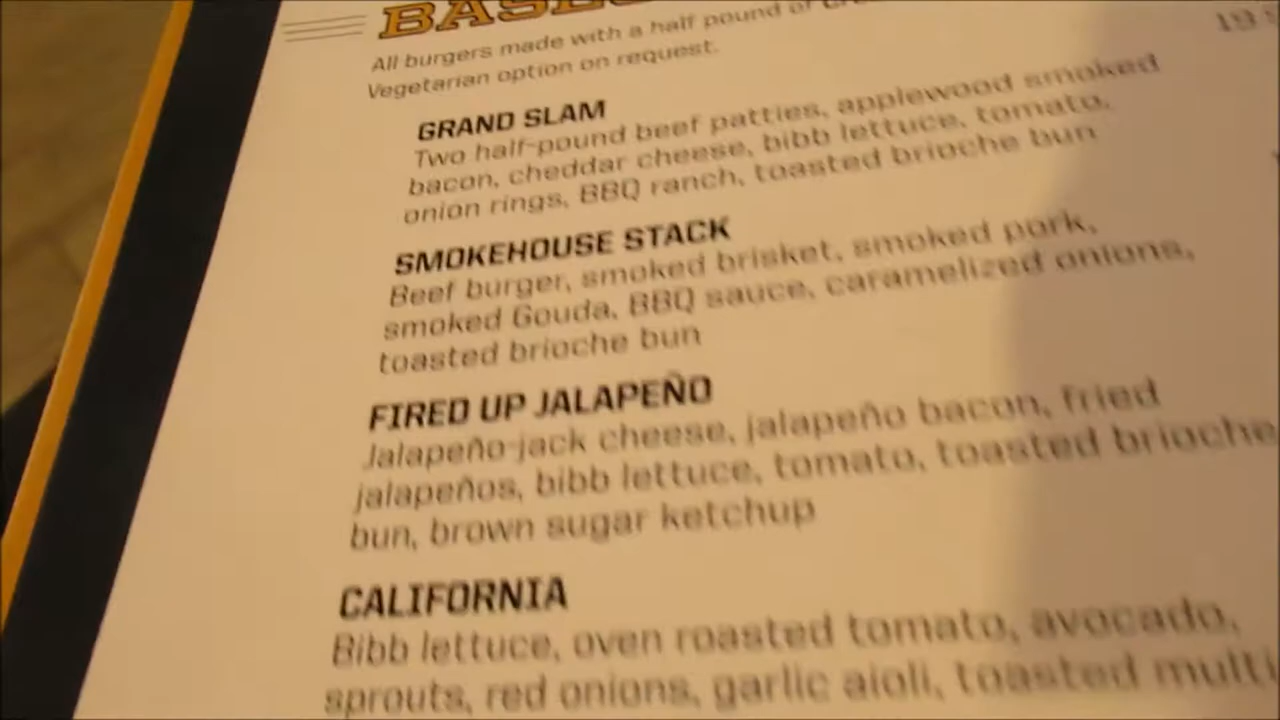 All burgers made with a half pound of
Vegetarian option on request.
GRAND SLAM
Two half-pound beef patties, applewood smoked
bacon, cheddar cheese, bibb lettuce, tomato,
onion rings, BBQ ranch, toasted brioche bun
SMOKEHOUSE STACK
Beef burger, smoked brisket, smoked pork,
smoked Gouda, BBQ sauce, caramelized onions,
toasted brioche bun
FIRED UP JALAPEÑO
Jalapeño-jack cheese, jalapeño bacon, fried
jalapeños, bibb lettuce, tomato, toasted brioche
bun, brown sugar ketchup
CALIFORNIA
Bibb lettuce, oven roasted tomato, avocado,
sprouts, red onions, garlic aioli, toasted multi
19